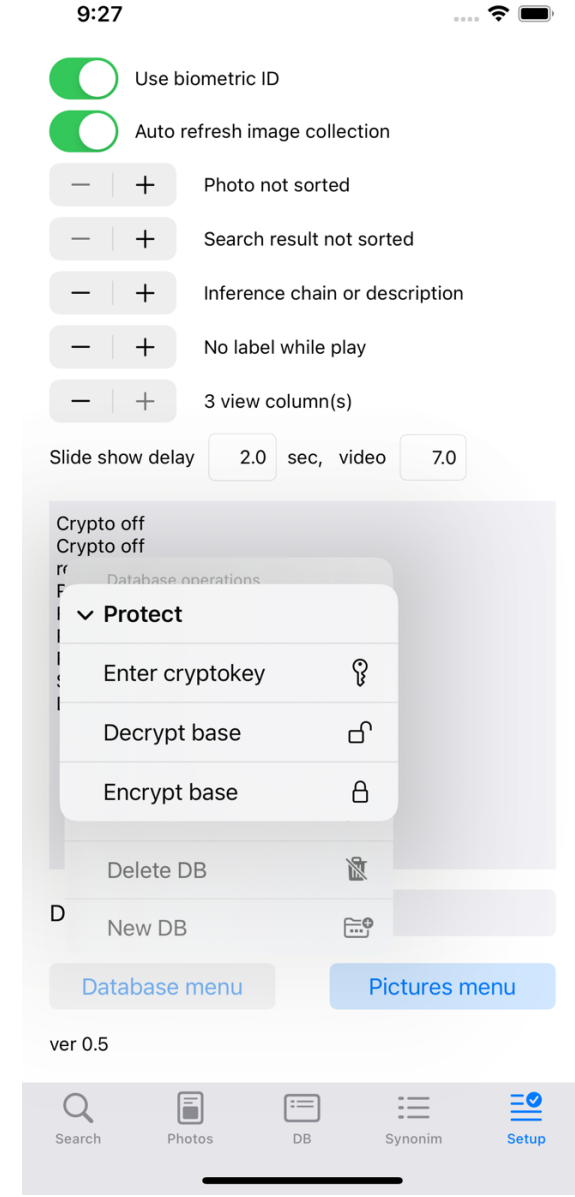 9:27
Use biometric ID
Auto refresh image collection
Photo not sorted
Search result not sorted
Inference chain or description
No label while play
3 view column(s)
Slide show delay 2.0 sec, video 7.0
Crypto off
Crypto off
Database operations
Protect
Enter cryptokey
Decrypt base
Encrypt base
Delete DB
D
New DB
Database menu Pictures menu
ver 0.5
Search Photos DB Synonim Setup